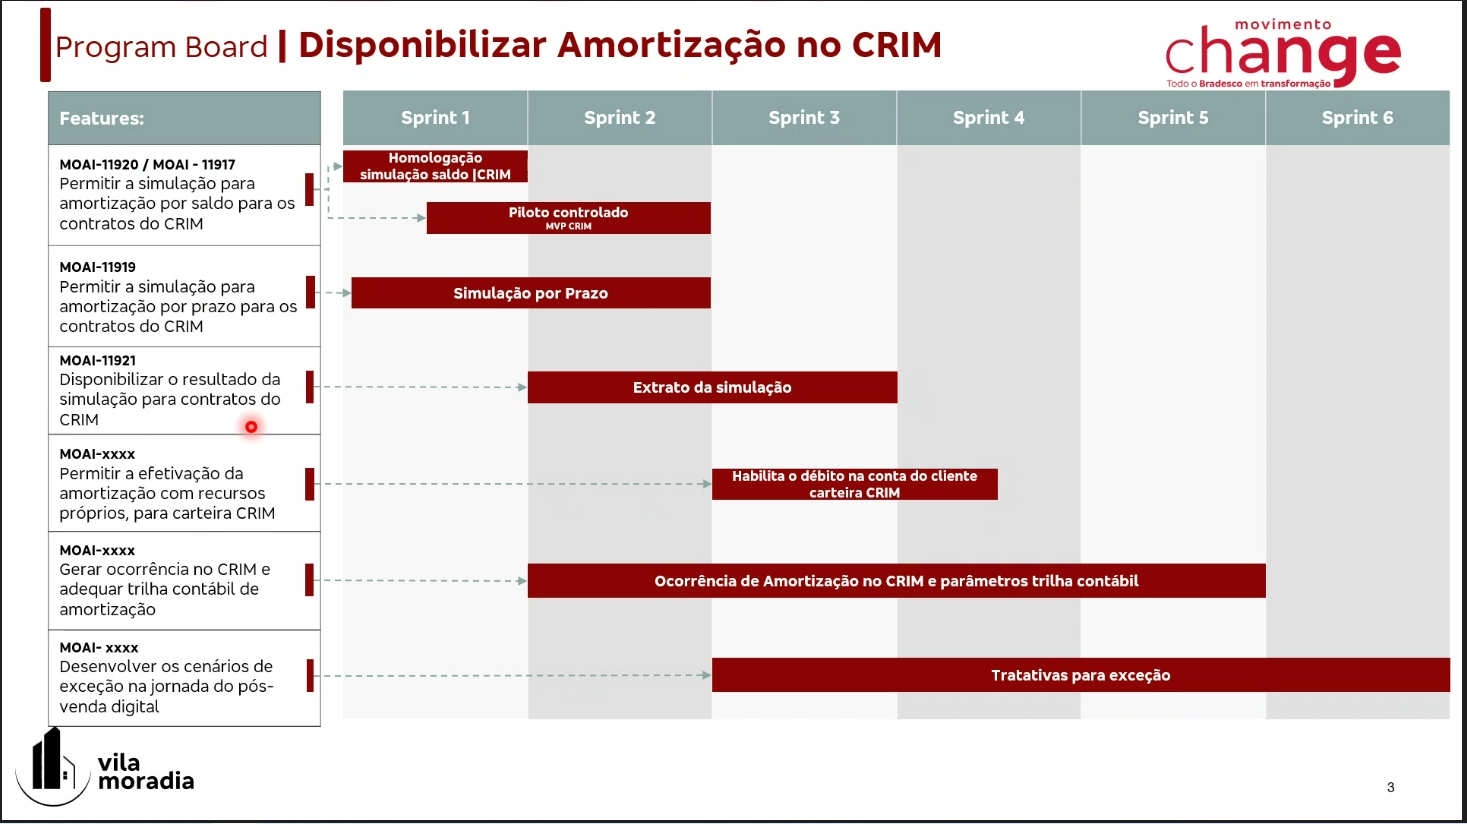 Program Board | Disponibilizar Amortização no CRIM
movimento
change
Todo o Bradesco em transformação
Features:
Sprint 1
Sprint 2
Sprint 3
Sprint 4
Sprint 5
Sprint 6
MOAI-11920 / MOAI - 11917
Permitir a simulação para
amortização por saldo para os
contratos do CRIM
Homologação
simulação saldo |CRIM
Piloto controlado
MVP CRIM
MOAI-11919
Permitir a simulação para
amortização por prazo para os
contratos do CRIM
Simulação por Prazo
MOAI-11921
Disponibilizar o resultado da
simulação para contratos do
CRIM
Extrato da simulação
MOAI-xxxx
Permitir a efetivação da
amortização com recursos
próprios, para carteira CRIM
Habilita o débito na conta do cliente
carteira CRIM
MOAI-xxxx
Gerar ocorrência no CRIM e
adequar trilha contábil de
amortização
Ocorrência de Amortização no CRIM e parâmetros trilha contábil
MOAI- xxxx
Desenvolver os cenários de
exceção na jornada do pós-
venda digital
Tratativas para exceção
vila
moradia
3